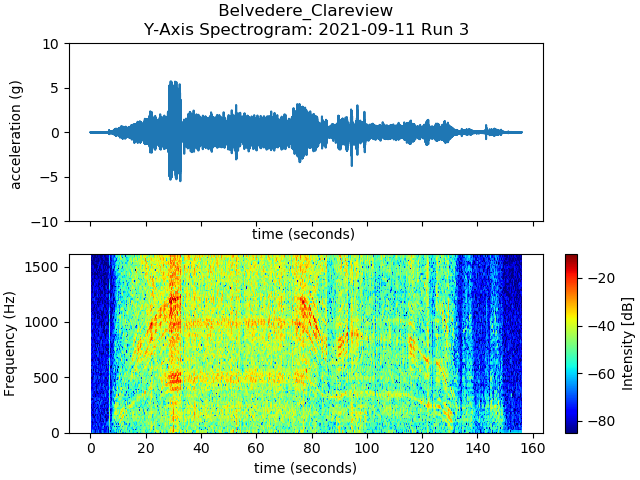 Belvedere_Clareview
Y-Axis Spectrogram: 2021-09-11 Run 3
10
5
0
−5
−10
acceleration (g)
time (seconds)
1500
1000
500
0
Frequency (Hz)
0 20 40 60 80 100 120 140 160
time (seconds)
−20
−40
−60
−80
Intensity [dB]